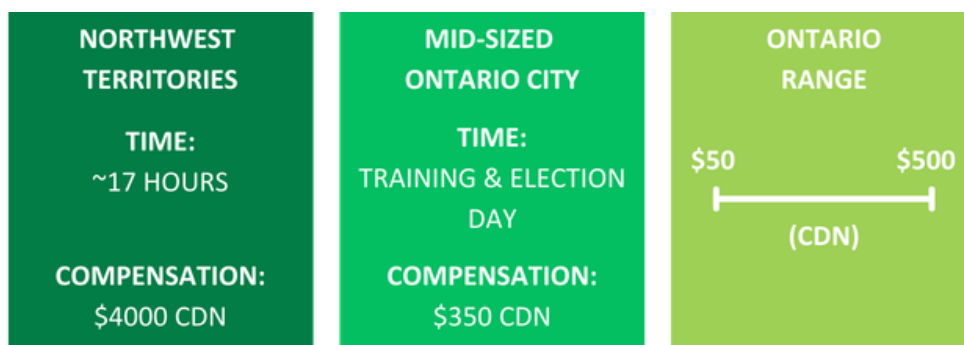 NORTHWEST
TERRITORIES
TIME:
~17 HOURS
COMPENSATION:
$4000 CDN
MID-SIZED
ONTARIO CITY
TIME:
TRAINING & ELECTION
DAY
COMPENSATION:
$350 CDN
ONTARIO
RANGE
$50 $500
(CDN)